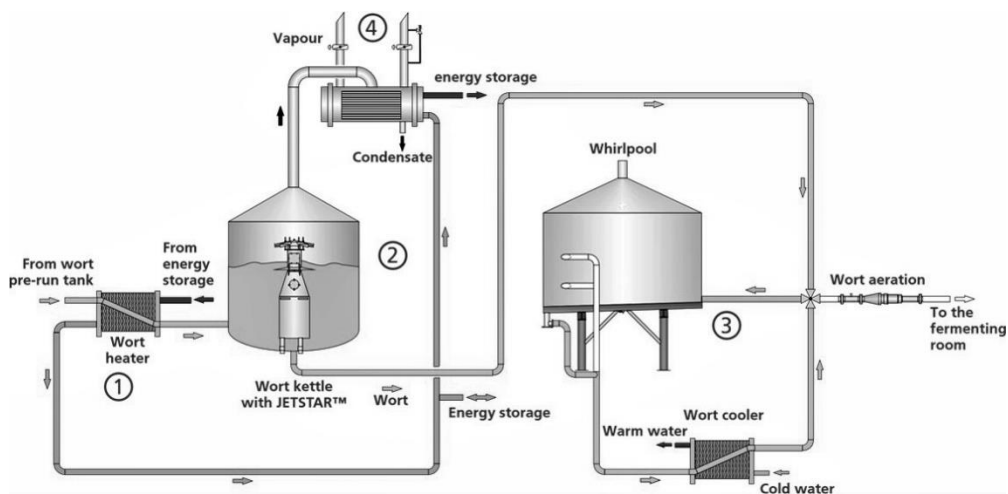 Vapour
4
energy storage
Condensate
Whirlpool
2
From wort
pre-run tank
From
energy
storage
Wort aeration
To the
fermenting
room
3
Wort
heater
1
Wort kettle
with JETSTAR™
Wort
Energy storage
Wort cooler
Warm water
Cold water